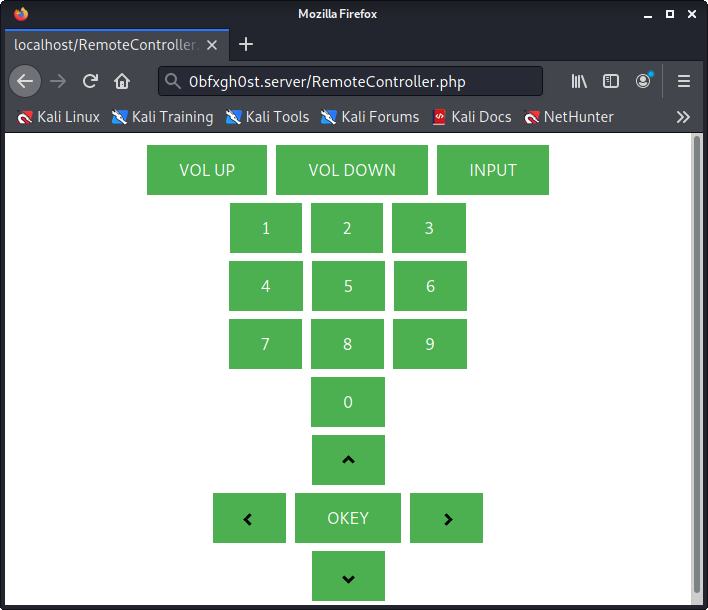 Mozilla Firefox
localhost/RemoteController.
0bfxgh0st.server/RemoteController.php
Kali Linux Kali Training Kali Tools Kali Forums Kali Docs NetHunter
VOL UP VOL DOWN INPUT
1 2 3
4 5 6
7 8 9
0
OKEY